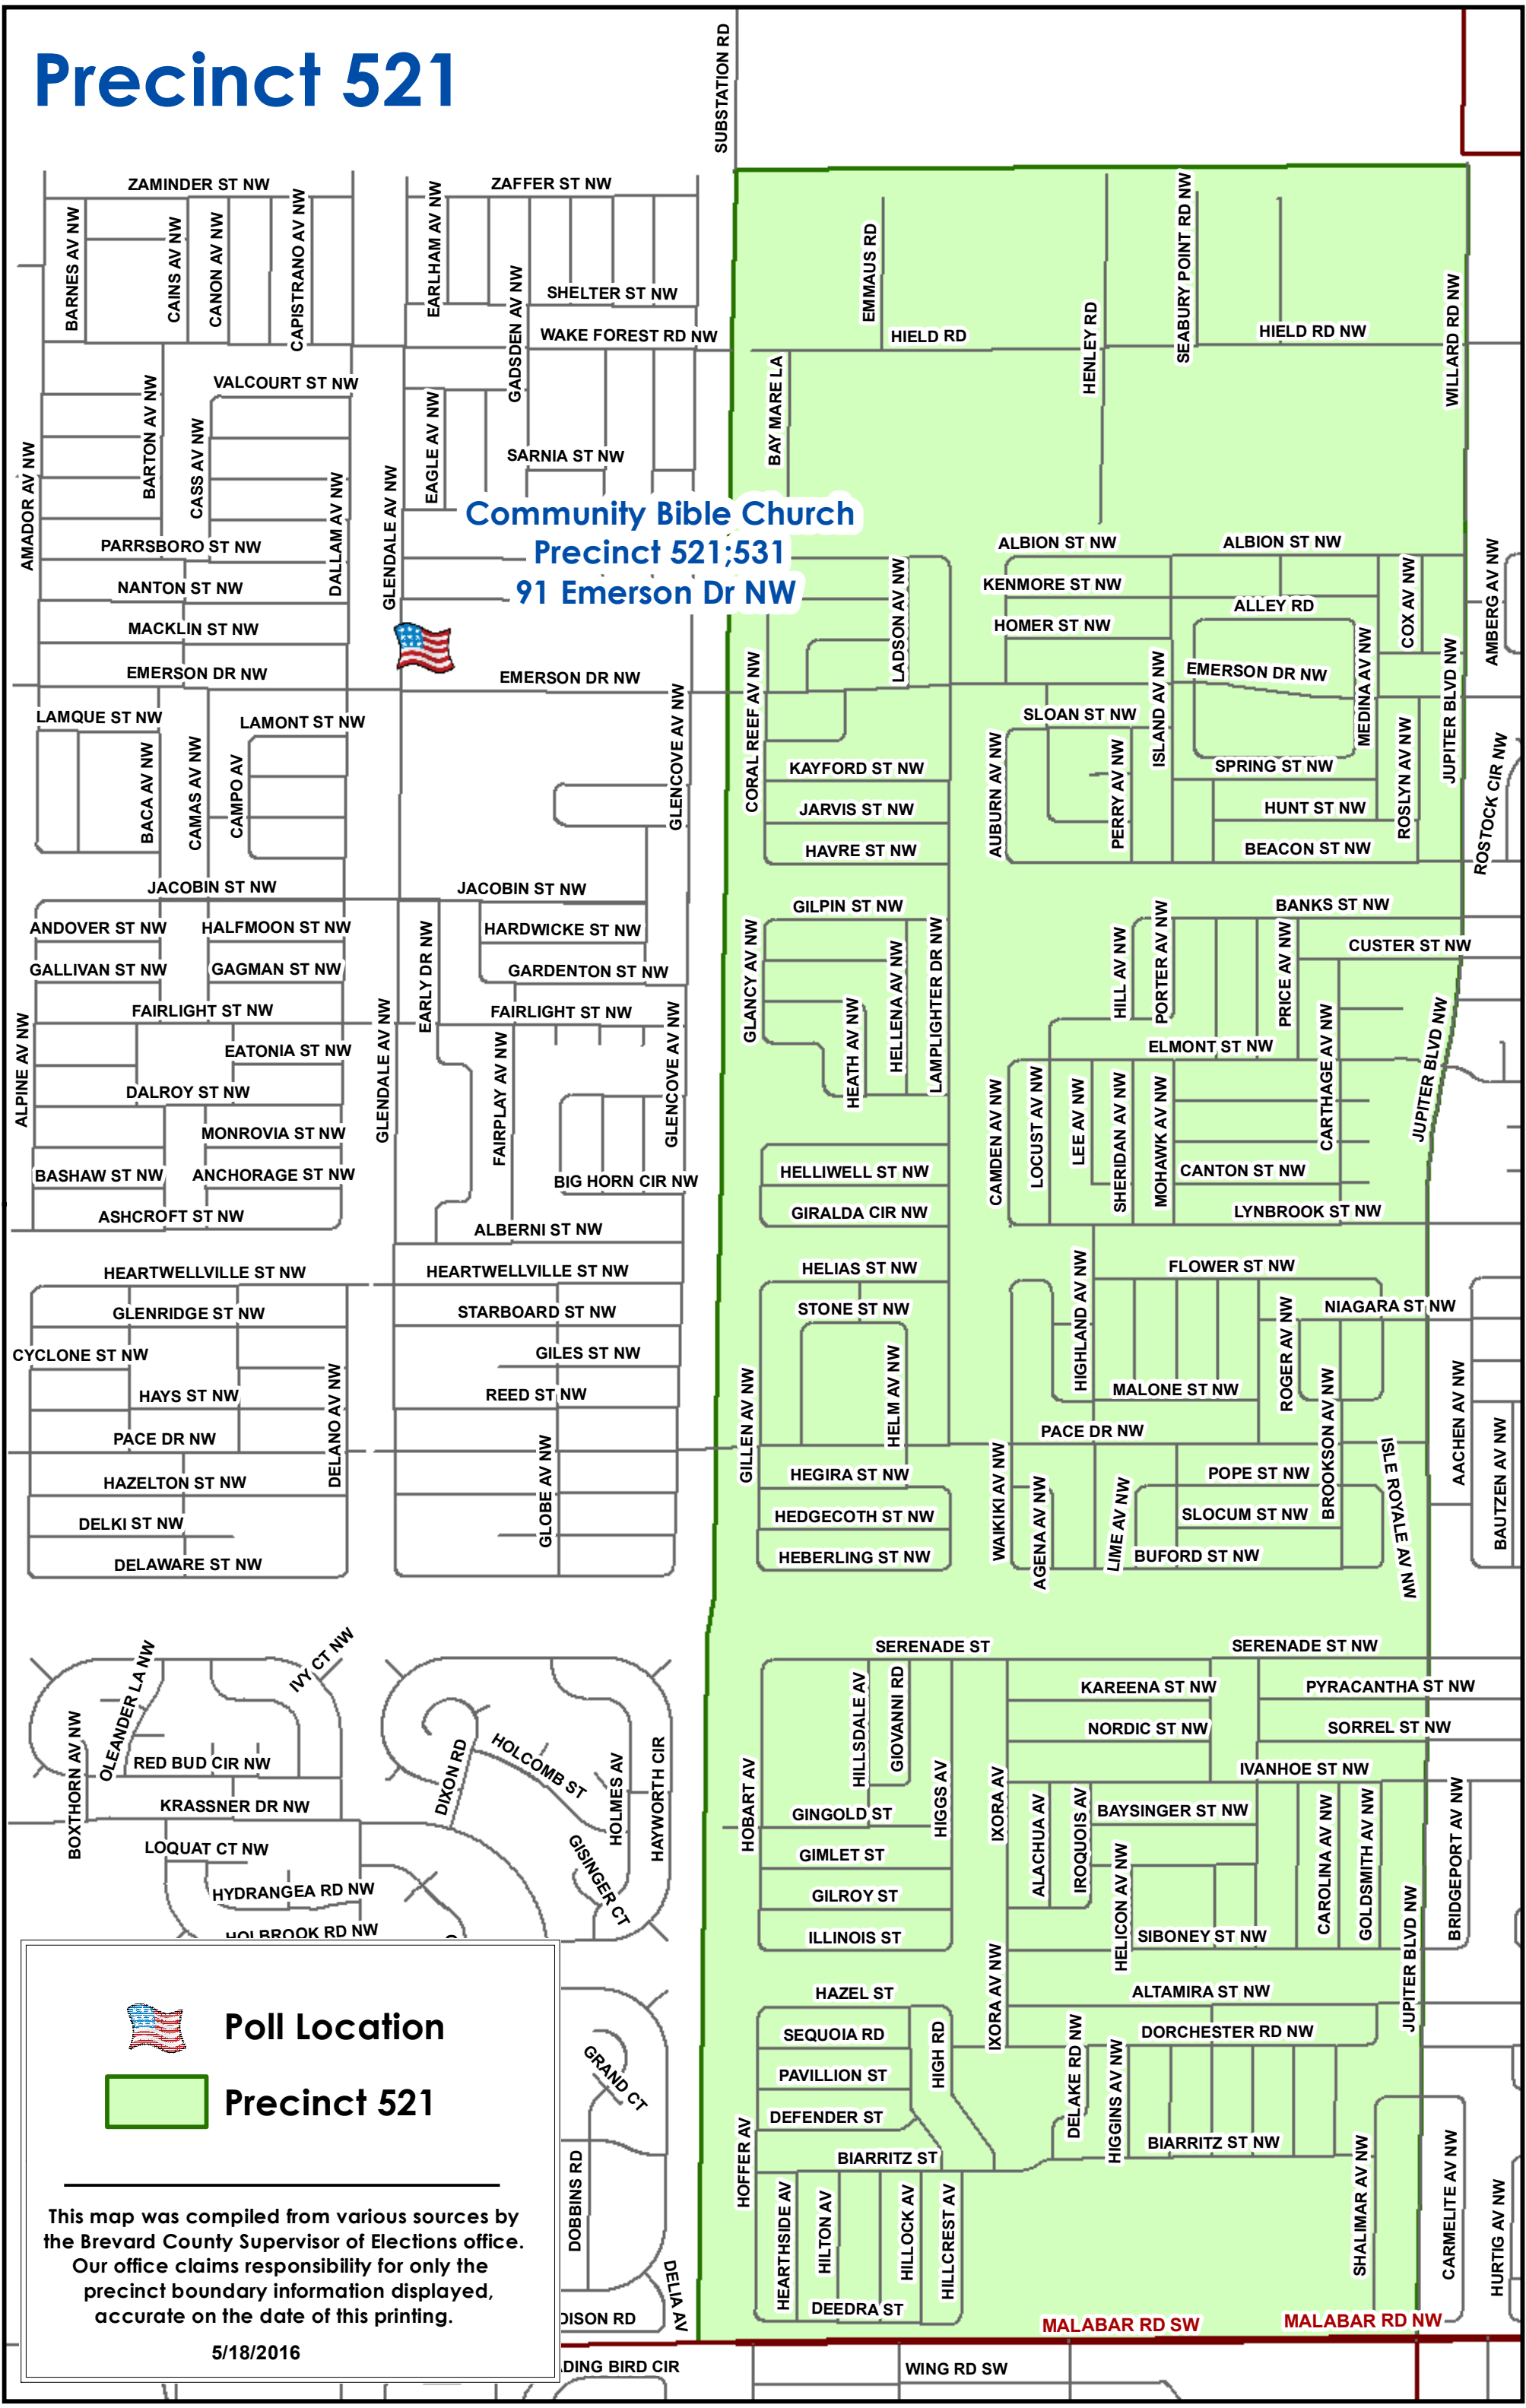 Precinct 521
SUBSTATION RD
ZAMINDER ST NW
ZAFFER ST NW
BARNES AV NW
CAINS AV NW
CANON AV NW
CAPISTRANO AV NW
EARLHAM AV NW
GADSDEN AV NW
SHELTER ST NW
WAKE FOREST RD NW
EMMAUS RD
HIELD RD
HENLEY RD
SEABURY POINT RD NW
HIELD RD NW
WILLARD RD NW
BAY MARE LA
VALCOURT ST NW
BARTON AV NW
CASS AV NW
EAGLE AV NW
SARNIA ST NW
AMADOR AV NW
DALLAM AV NW
GLENDALE AV NW
Community Bible Church
Precinct 521;531
91 Emerson Dr NW
PARRSBORO ST NW
NANTON ST NW
MACKLIN ST NW
EMERSON DR NW
EMERSON DR NW
LADSON AV NW
ALBION ST NW
ALBION ST NW
KENMORE ST NW
ALLEY RD
HOMER ST NW
COX AV NW
AMBERG AV NW
EMERSON DR NW
MEDINA AV NW
JUPITER BLVD NW
ISLAND AV NW
CORAL REEF AV NW
GLENCOVE AV NW
LAMQUE ST NW
LAMONT ST NW
BACA AV NW
CAMAS AV NW
CAMPO AV
SLOAN ST NW
AUBURN AV NW
PERRY AV NW
SPRING ST NW
HUNT ST NW
ROSLYN AV NW
BEACON ST NW
ROSTOCK CIR NW
KAYFORD ST NW
JARVIS ST NW
HAVRE ST NW
JACOBIN ST NW
JACOBIN ST NW
ANDOVER ST NW
HALFMOON ST NW
GALLIVAN ST NW
GAGMAN ST NW
HARDWICKE ST NW
GARDENTON ST NW
FAIRLIGHT ST NW
FAIRLIGHT ST NW
EARLY DR NW
ALPINE AV NW
EATONIA ST NW
DALROY ST NW
MONROVIA ST NW
BASHAW ST NW
ANCHORAGE ST NW
ASHCROFT ST NW
GLENDALE AV NW
FAIRPLAY AV NW
GLENCOVE AV NW
BIG HORN CIR NW
ALBERNI ST NW
GILPIN ST NW
GLANCY AV NW
HEATH AV NW
HELLENA AV NW
LAMPLIGHTER DR NW
BANKS ST NW
CUSTER ST NW
HILL AV NW
PORTER AV NW
PRICE AV NW
CARTHAGE AV NW
JUPITER BLVD NW
ELMONT ST NW
CAMDEN AV NW
LOCUST AV NW
LEE AV NW
SHERIDAN AV NW
MOHAWK AV NW
CANTON ST NW
LYNBROOK ST NW
HELLIWELL ST NW
GIRALDA CIR NW
HEARTWELLVILLE ST NW
HEARTWELLVILLE ST NW
GLENRIDGE ST NW
STARBOARD ST NW
CYCLONE ST NW
GILES ST NW
HAYS ST NW
REED ST NW
PACE DR NW
DELANO AV NW
HAZELTON ST NW
DELKI ST NW
DELAWARE ST NW
GLOBE AV NW
HELIAS ST NW
STONE ST NW
GILLEN AV NW
HELM AV NW
HEGIRA ST NW
HEDGECOTH ST NW
HEBERLING ST NW
HIGHLAND AV NW
FLOWER ST NW
NIAGARA ST NW
ROGER AV NW
MALONE ST NW
BROOKSON AV NW
PACE DR NW
WAIKIKI AV NW
AGENA AV NW
LIME AV NW
POPE ST NW
SLOCUM ST NW
BUFORD ST NW
ISLE ROYALE AV NW
AACHEN AV NW
BAUTZEN AV NW
SERENADE ST
SERENADE ST NW
OLEANDER LA NW
IVY CT NW
BOXTHORN AV NW
RED BUD CIR NW
KRASSNER DR NW
LOQUAT CT NW
HYDRANGEA RD NW
HOLBROOK RD NW
DIXON RD
HOLCOMB ST
HOLMES AV
HAYWORTH CIR
GISINGER CT
HOBART AV
HILLSDALE AV
GIOVANNI RD
HIGGS AV
GINGOLD ST
GIMLET ST
GILROY ST
ILLINOIS ST
IXORA AV
KAREENA ST NW
PYRACANTHA ST NW
NORDIC ST NW
SORREL ST NW
IVANHOE ST NW
ALACHUA AV
IROQUOIS AV
BAYSINGER ST NW
HELICON AV NW
CAROLINA AV NW
GOLDSMITH AV NW
BRIDGEPORT AV NW
SIBONEY ST NW
JUPITER BLVD NW
IXORA AV NW
ALTAMIRA ST NW
DORCHESTER RD NW
HAZEL ST
SEQUOIA RD
PAVILLION ST
DEFENDER ST
HIGH RD
BIARRITZ ST
HOFFER AV
HEARTHSIDE AV
HILTON AV
HILLOCK AV
HILLCREST AV
DEEDRA ST
DELAKE RD NW
HIGGINS AV NW
BIARRITZ ST NW
SHALIMAR AV NW
CARMELITE AV NW
HURTIG AV NW
GRAND CT
DOBBINS RD
DELIA AV
DISON RD
MALABAR RD SW
MALABAR RD NW
DING BIRD CIR
WING RD SW
Poll Location
Precinct 521
This map was compiled from various sources by
the Brevard County Supervisor of Elections office.
Our office claims responsibility for only the
precinct boundary information displayed,
accurate on the date of this printing.
5/18/2016